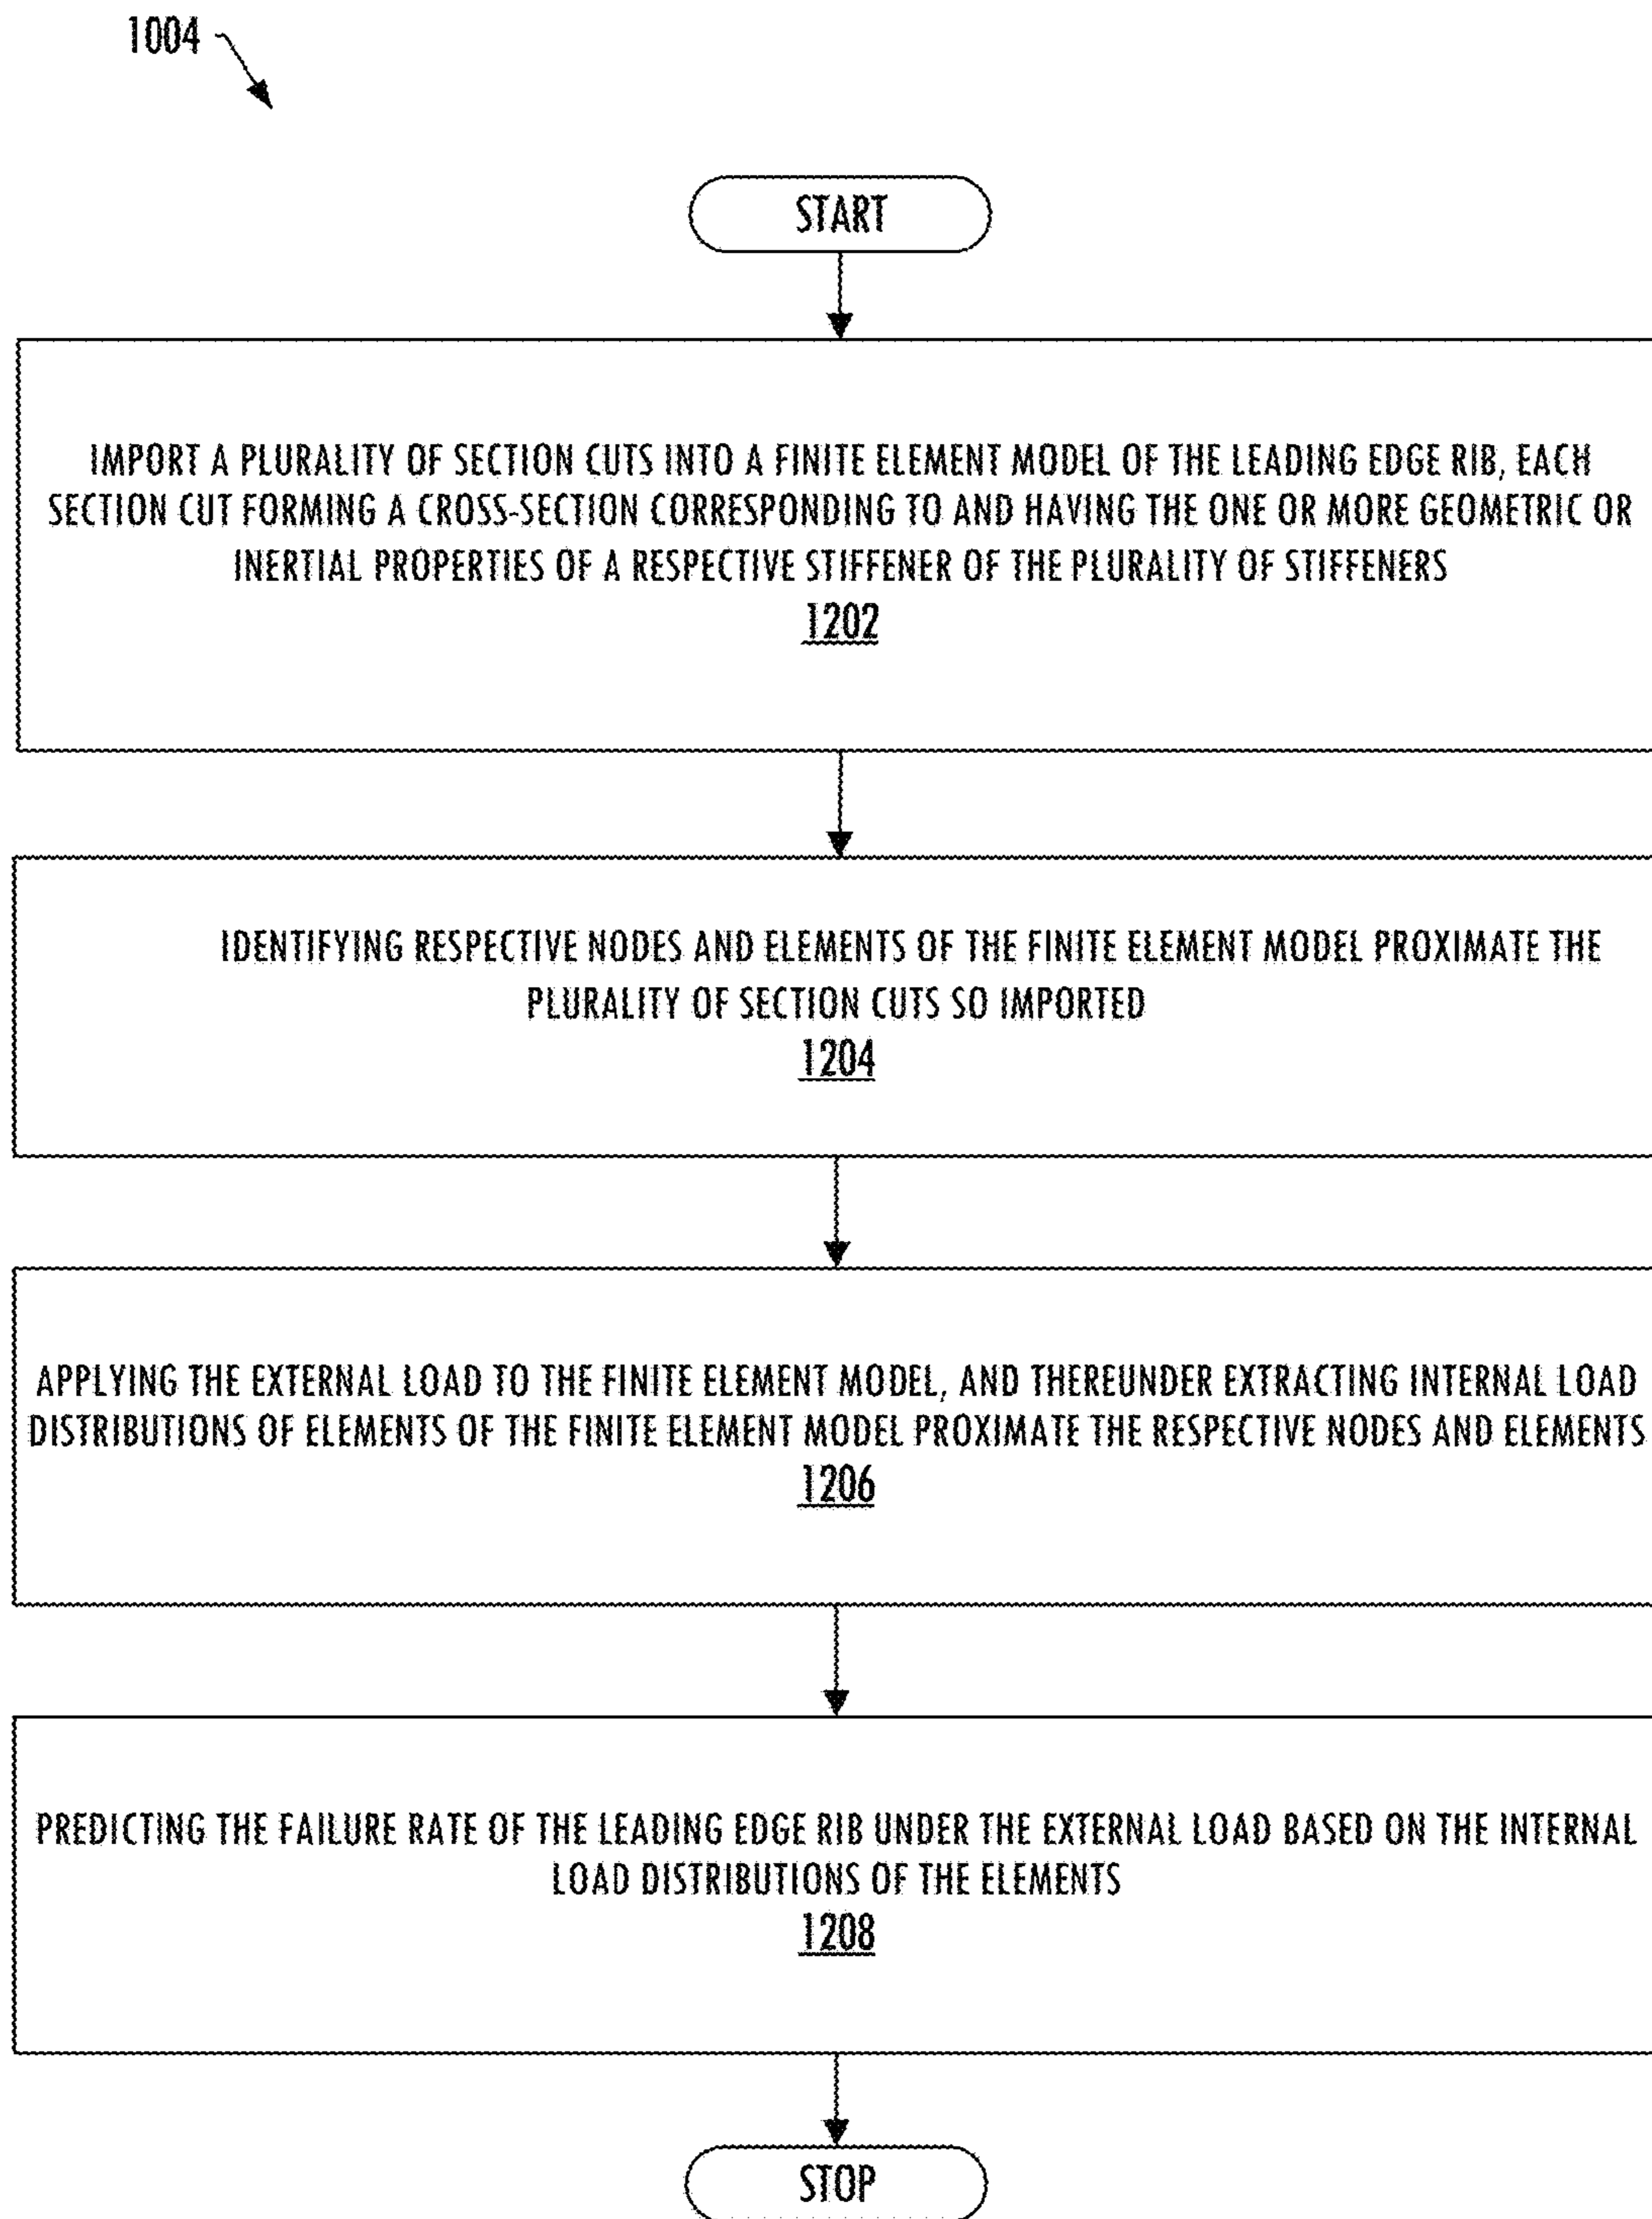 1004
START
IMPORT A PLURALITY OF SECTION CUTS INTO A FINITE ELEMENT MODEL OF THE LEADING EDGE RIB, EACH
SECTION CUT FORMING A CROSS-SECTION CORRESPONDING TO AND HAVING THE ONE OR MORE GEOMETRIC OR
INERTIAL PROPERTIES OF A RESPECTIVE STIFFENER OF THE PLURALITY OF STIFFENERS
1202
IDENTIFYING RESPECTIVE NODES AND ELEMENTS OF THE FINITE ELEMENT MODEL PROXIMATE THE
PLURALITY OF SECTION CUTS SO IMPORTED
1204
APPLYING THE EXTERNAL LOAD TO THE FINITE ELEMENT MODEL, AND THEREUNDER EXTRACTING INTERNAL LOAD
DISTRIBUTIONS OF ELEMENTS OF THE FINITE ELEMENT MODEL PROXIMATE THE RESPECTIVE NODES AND ELEMENTS
1206
PREDICTING THE FAILURE RATE OF THE LEADING EDGE RIB UNDER THE EXTERNAL LOAD BASED ON THE INTERNAL
LOAD DISTRIBUTIONS OF THE ELEMENTS
1208
STOP